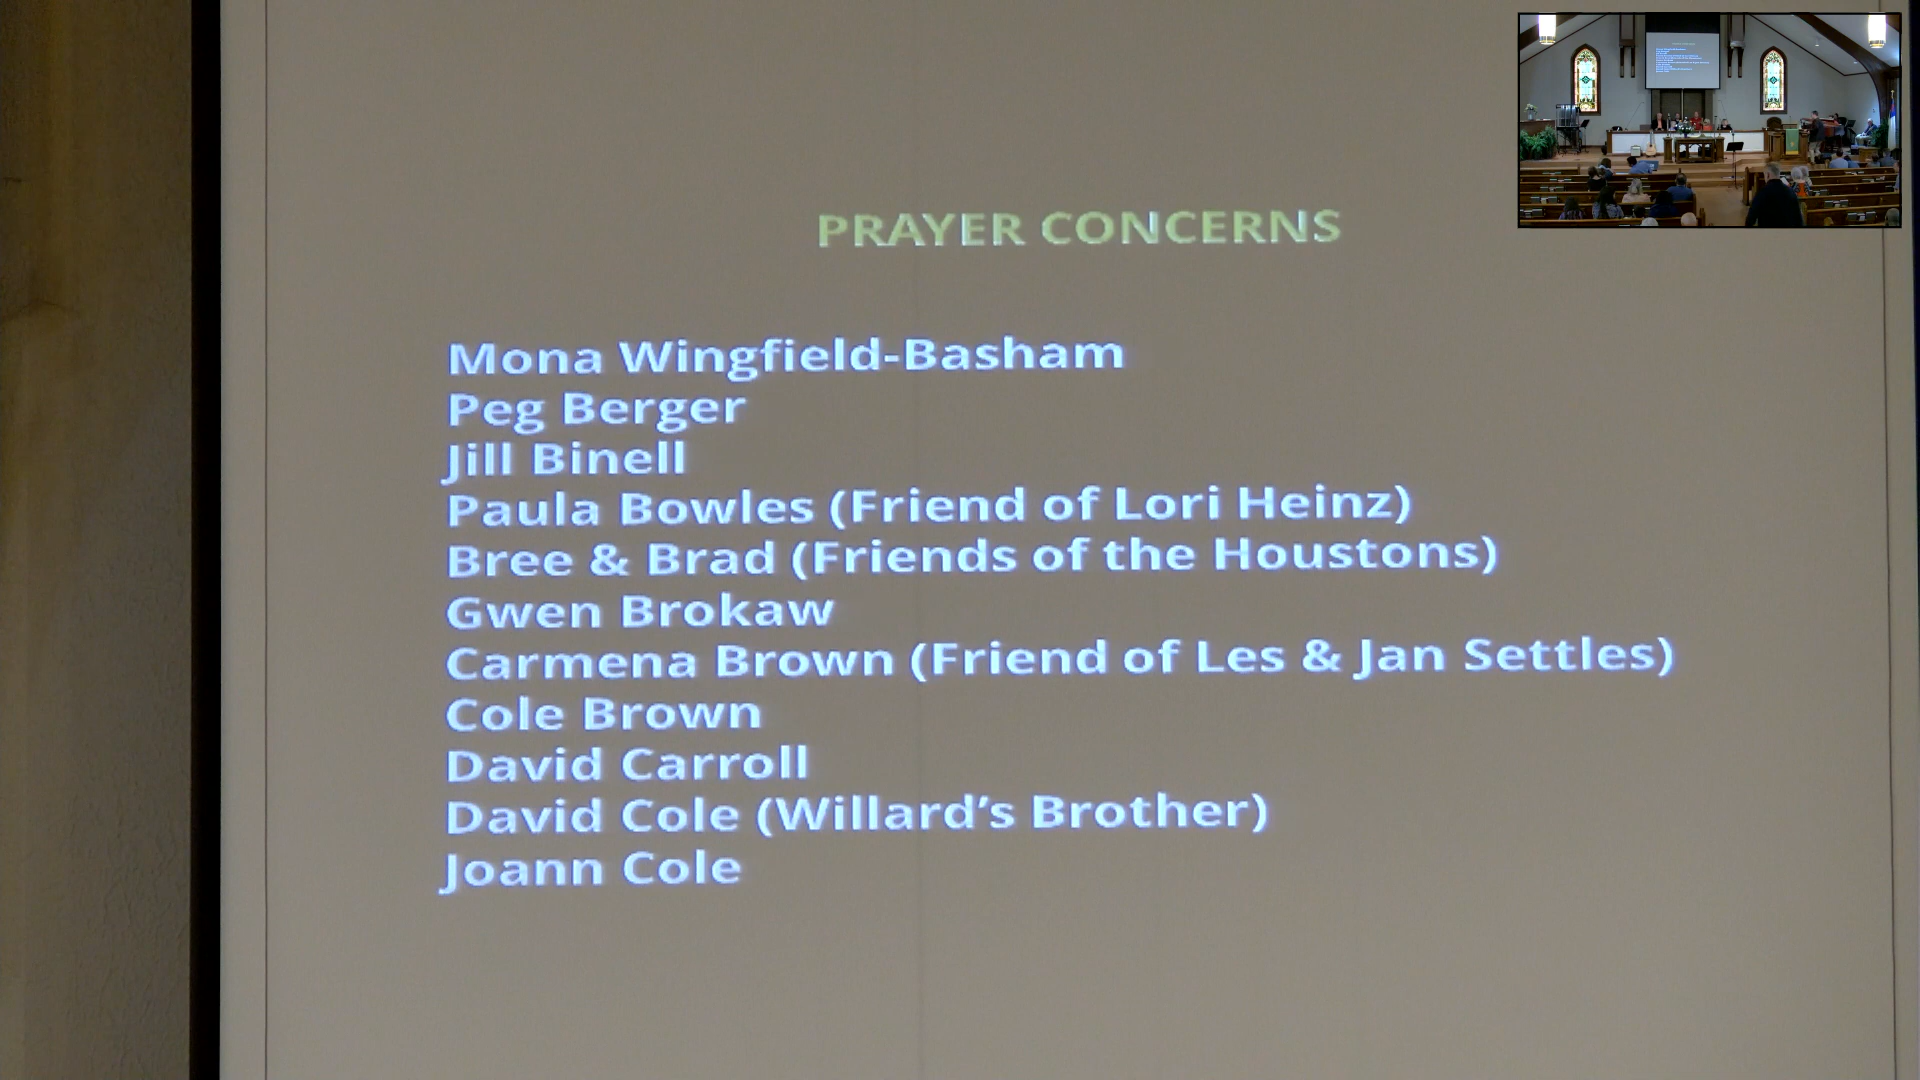 PRAYER CONCERNS
Mona Wingfield-Basham
Peg Berger
Jill Binell
Paula Bowles (Friend of Lori Heinz)
Bree & Brad (Friends of the Houstons)
Gwen Brokaw
Carmena Brown (Friend of Les & Jan Settles)
Cole Brown
David Carroll
David Cole (Willard’s Brother)
Joann Cole